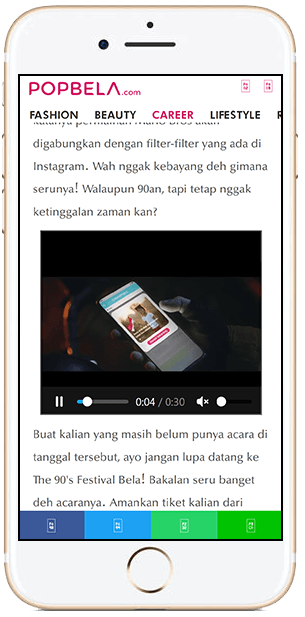 POPBELA.com
FASHION BEAUTY CAREER LIFESTYLE
katanya permainan Mario Bros akan
digabungkan dengan filter-filter yang ada di
Instagram. Wah nggak kebayang deh gimana
serunya! Walaupun 90an, tapi tetap nggak
ketinggalan zaman kan?
0:04 / 0:30
Buat kalian yang masih belum punya acara di
tanggal tersebut, ayo jangan lupa datang ke
The 90's Festival Bela! Bakalan seru banget
deh acaranya. Amankan tiket kalian dari